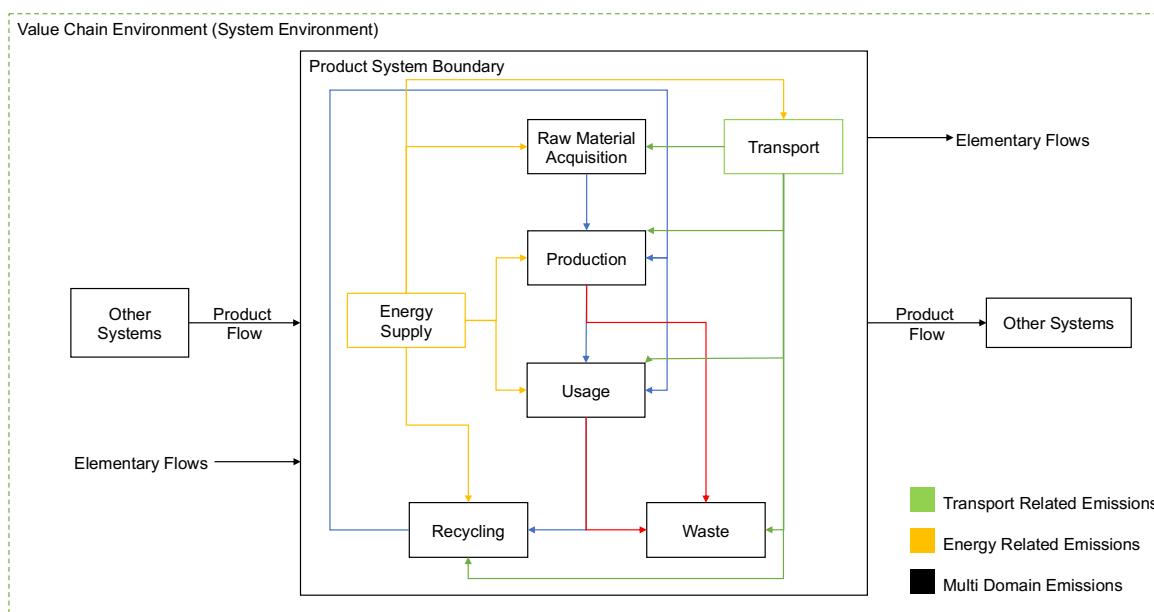 Value Chain Environment (System Environment)
Product System Boundary
Raw Material
Acquisition
Transport
Elementary Flows
Production
Other
Systems
Product
Flow
Energy
Supply
Product
Flow
Other Systems
Usage
Elementary Flows
Recycling
Waste
Transport Related Emissions
Energy Related Emissions
Multi Domain Emissions